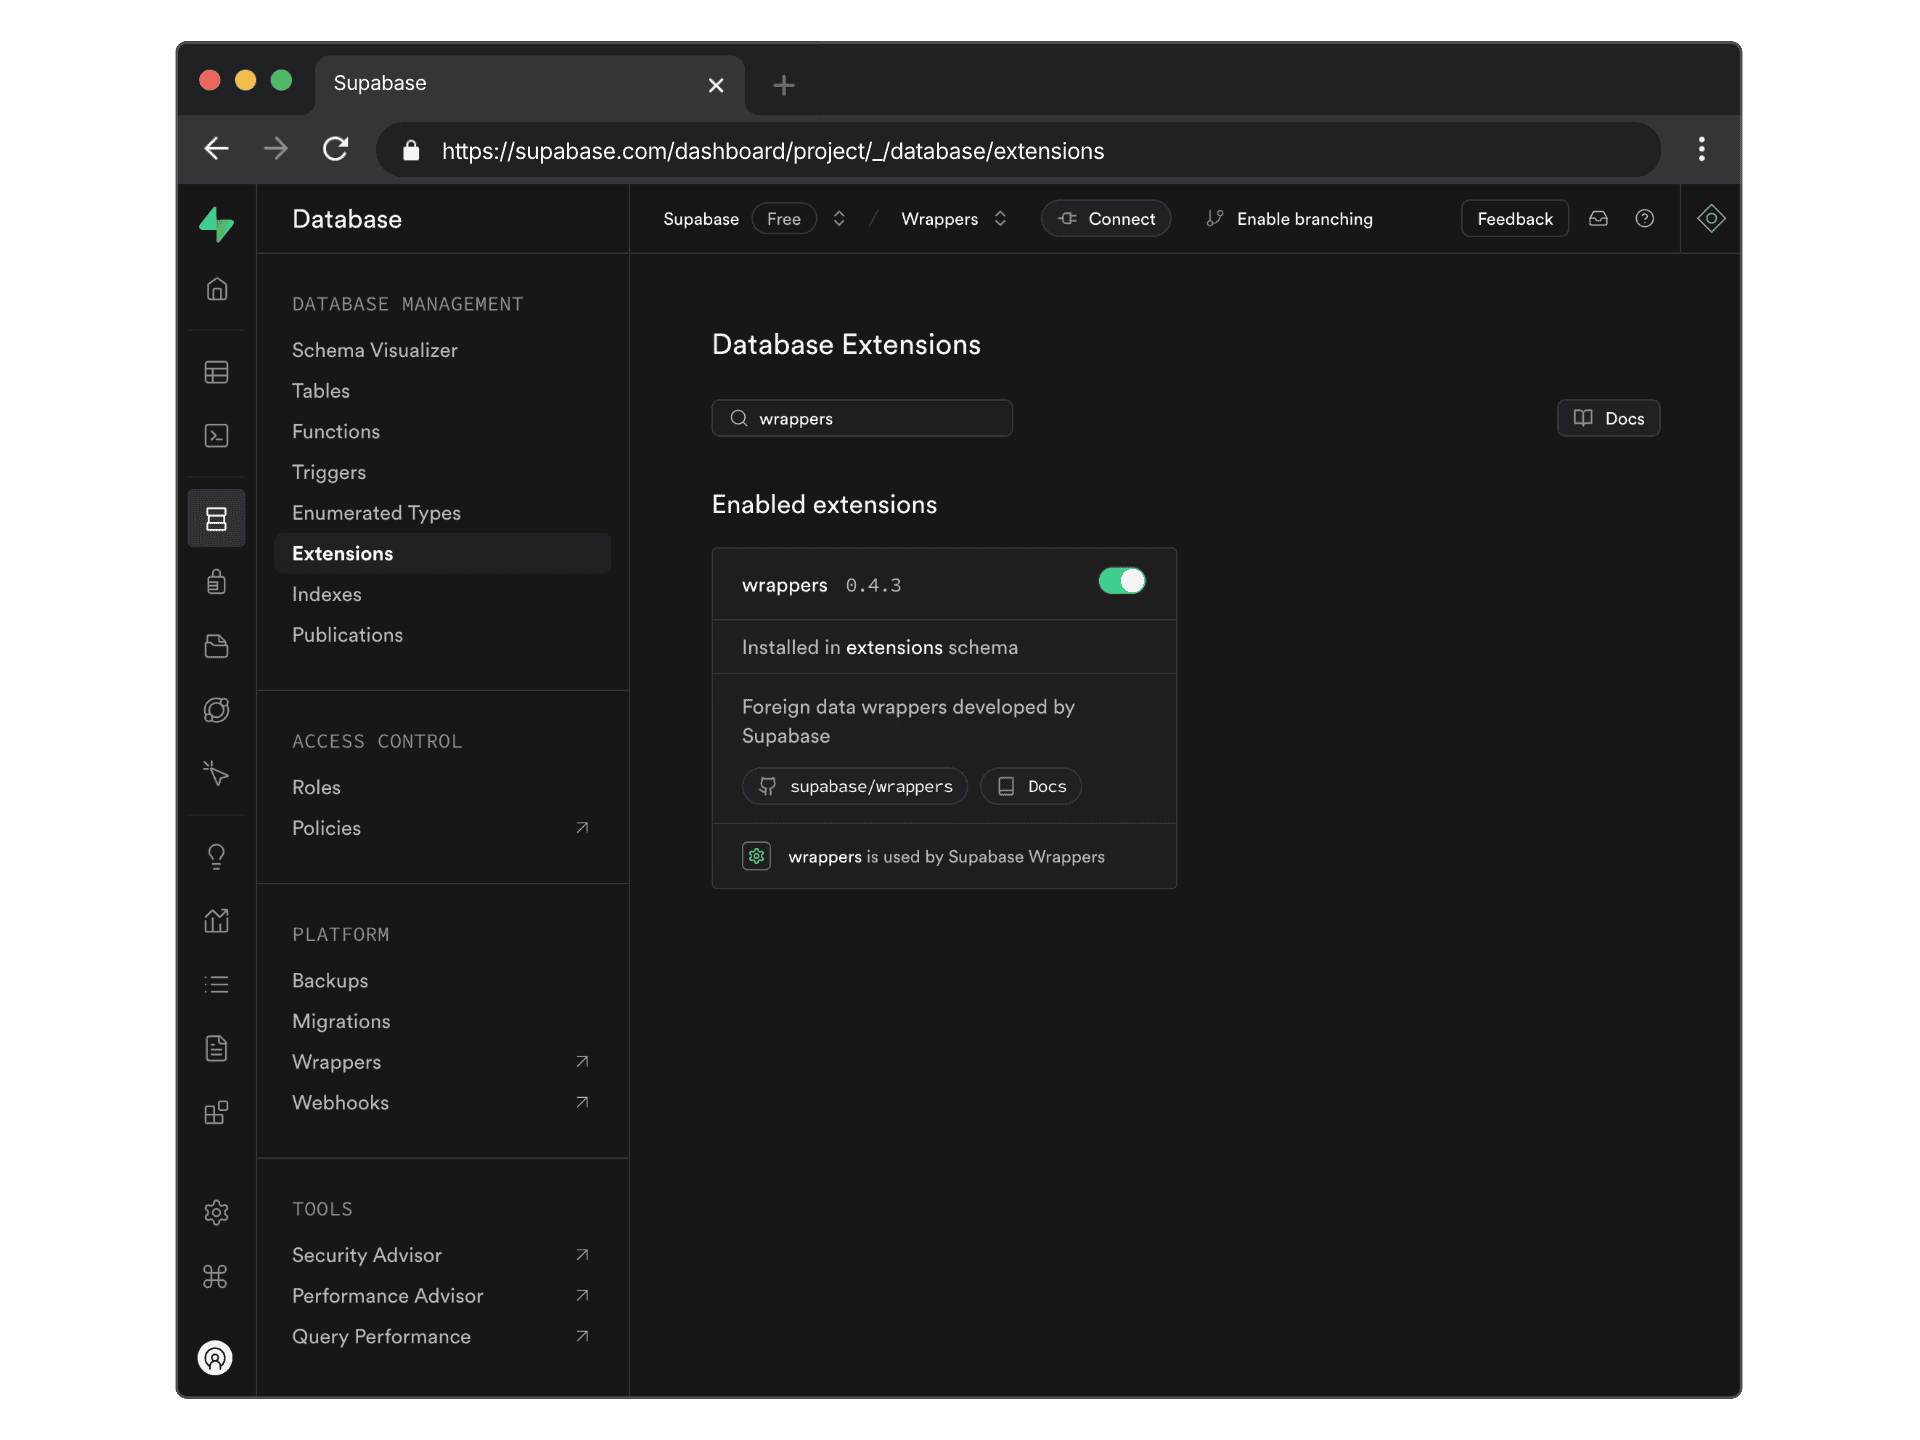 Supabase
https://supabase.com/dashboard/project/_/database/extensions
Database
Supabase Free / Wrappers Connect Enable branching Feedback
DATABASE MANAGEMENT
Schema Visualizer
Tables
Functions
Triggers
Enumerated Types
Extensions
Indexes
Publications
ACCESS CONTROL
Roles
Policies
PLATFORM
Backups
Migrations
Wrappers
Webhooks
TOOLS
Security Advisor
Performance Advisor
Query Performance
Database Extensions
wrappers
Docs
Enabled extensions
wrappers 0.4.3
Installed in extensions schema
Foreign data wrappers developed by
Supabase
supabase/wrappers Docs
wrappers is used by Supabase Wrappers